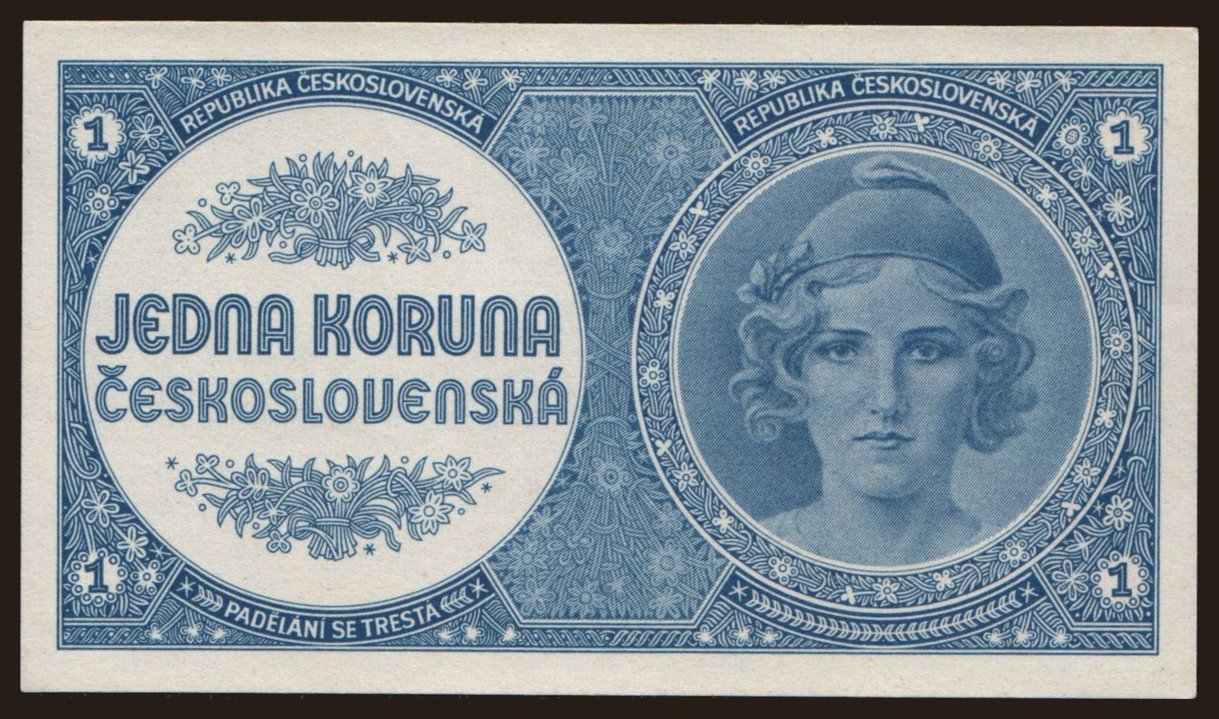 REPUBLIKA ČESKOSLOVENSKÁ
REPUBLIKA ČESKOSLOVENSKÁ
1
1
JEDNA KORUNA
ČESKOSLOVENSKÁ
1
1
PADĚLÁNÍ SE TRESTÁ